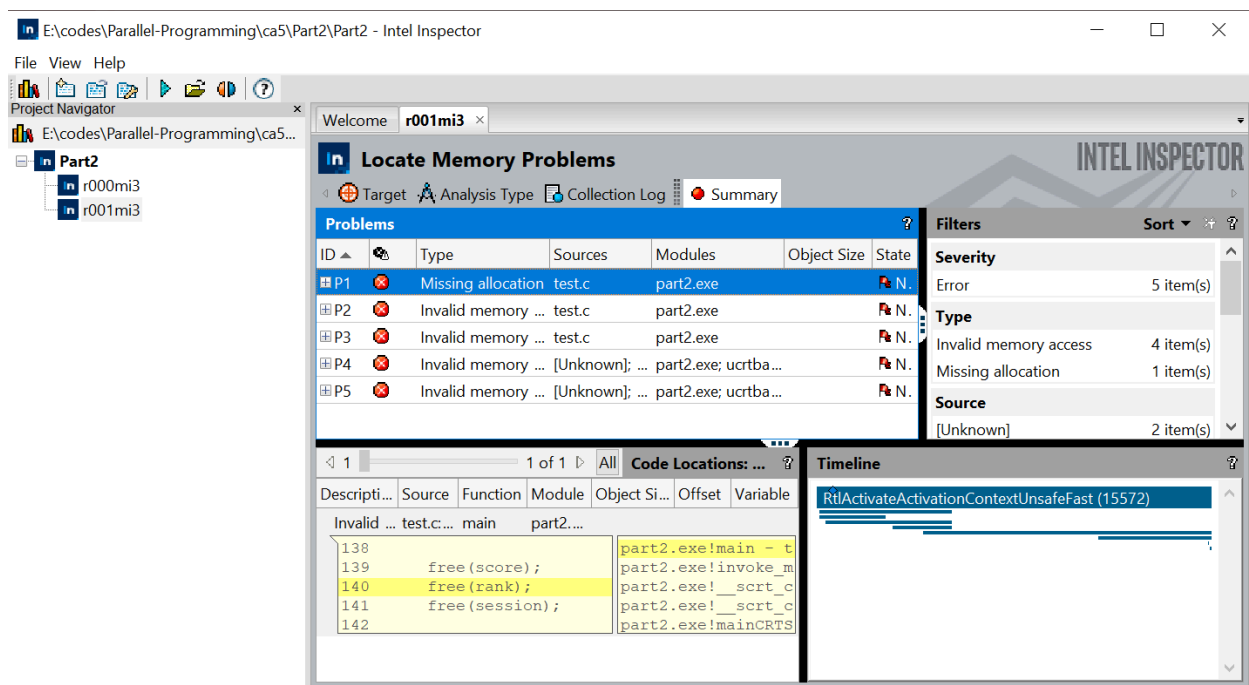 E:\codes\Parallel-Programming\ca5\Part2\Part2 - Intel Inspector
File View Help
Project Navigator
E:\codes\Parallel-Programming\ca5...
Part2
r000mi3
r001mi3
Welcome r001mi3
Locate Memory Problems
INTEL INSPECTOR
Target Analysis Type Collection Log Summary
Problems
ID Type Sources Modules Object Size State
P1 Missing allocation test.c part2.exe N.
P2 Invalid memory ... test.c part2.exe N.
P3 Invalid memory ... test.c part2.exe N.
P4 Invalid memory ... [Unknown]; ... part2.exe; ucrtba... N.
P5 Invalid memory ... [Unknown]; ... part2.exe; ucrtba... N.
Filters Sort
Severity
Error 5 item(s)
Type
Invalid memory access 4 item(s)
Missing allocation 1 item(s)
Source
[Unknown] 2 item(s)
1 1 of 1 All Code Locations: ...
Descripti... Source Function Module Object Si... Offset Variable
Invalid ... test.c:... main part2....
138 part2.exe!main - t
139 free(score); part2.exe!invoke_m
140 free(rank); part2.exe!__scrt_c
141 free(session); part2.exe!__scrt_c
142 part2.exe!mainCRTS
Timeline
RtlActivateActivationContextUnsafeFast (15572)